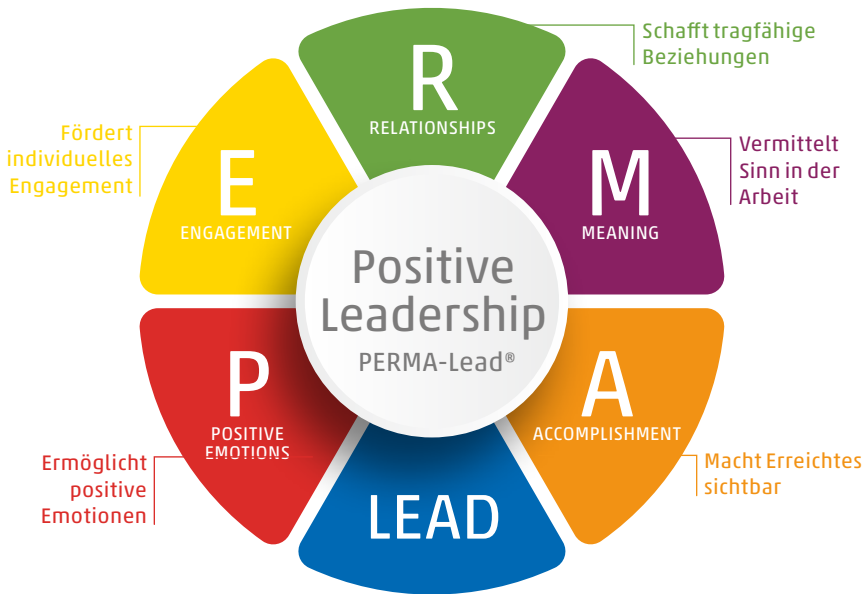 R
RELATIONSHIPS
Schafft tragfähige
Beziehungen
Fördert
individuelles
Engagement
E
ENGAGEMENT
M
MEANING
Vermittelt
Sinn in der
Arbeit
Positive
Leadership
PERMA-Lead®
P
POSITIVE
EMOTIONS
Ermöglicht
positive
Emotionen
A
ACCOMPLISHMENT
Macht Erreichtes
sichtbar
LEAD